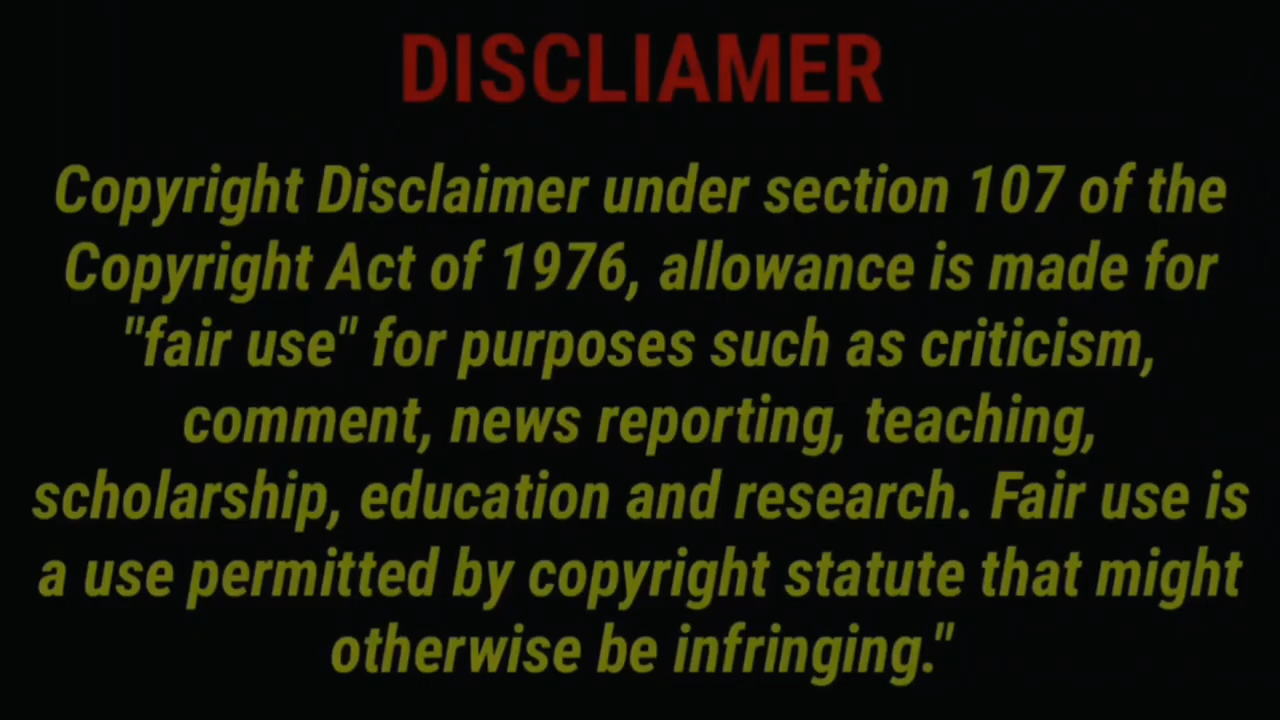 DISCLIAMER
Copyright Disclaimer under section 107 of the
Copyright Act of 1976, allowance is made for
"fair use" for purposes such as criticism,
comment, news reporting, teaching,
scholarship, education and research. Fair use is
a use permitted by copyright statute that might
otherwise be infringing."